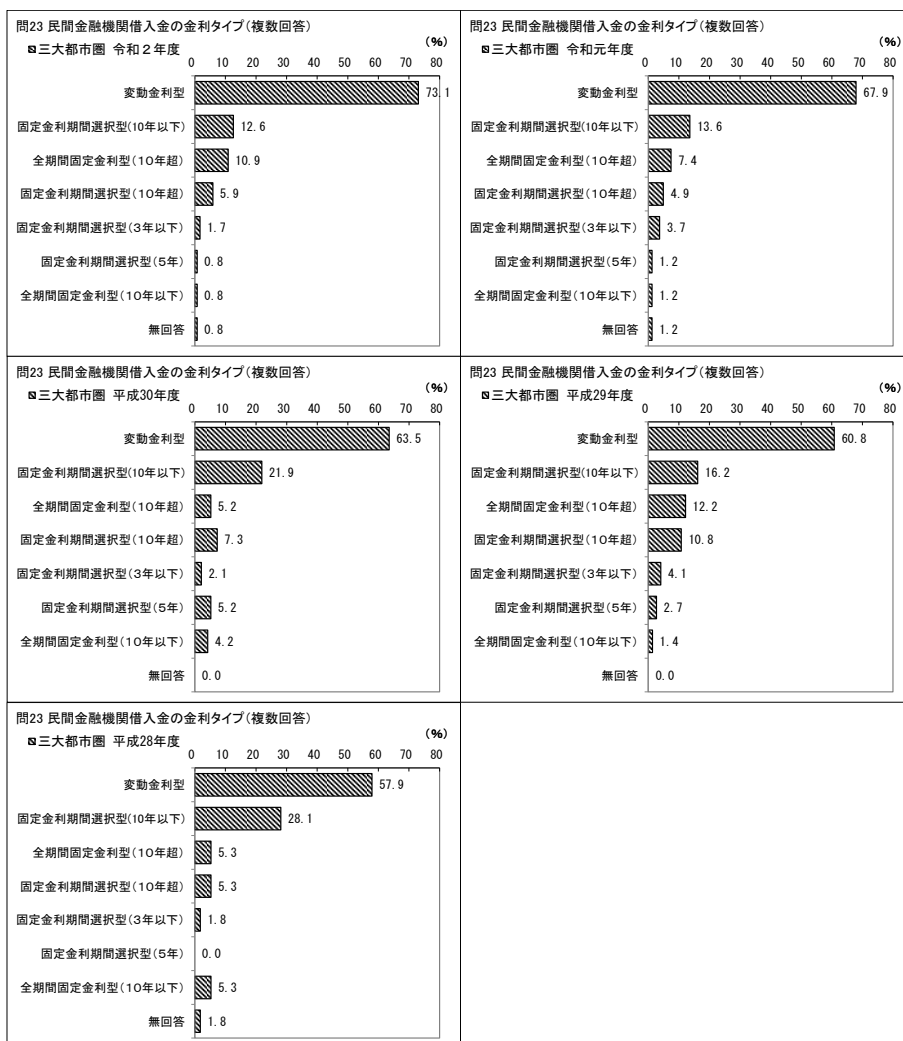 問23 民間金融機関借入金の金利タイプ(複数回答)
三大都市圏 令和2年度
(%)
0 10 20 30 40 50 60 70 80
変動金利型 73.1
固定金利期間選択型(10年以下) 12.6
全期間固定金利型(10年超) 10.9
固定金利期間選択型(10年超) 5.9
固定金利期間選択型(3年以下) 1.7
固定金利期間選択型(5年) 0.8
全期間固定金利型(10年以下) 0.8
無回答 0.8
問23 民間金融機関借入金の金利タイプ(複数回答)
三大都市圏 令和元年度
(%)
0 10 20 30 40 50 60 70 80
変動金利型 67.9
固定金利期間選択型(10年以下) 13.6
全期間固定金利型(10年超) 7.4
固定金利期間選択型(10年超) 4.9
固定金利期間選択型(3年以下) 3.7
固定金利期間選択型(5年) 1.2
全期間固定金利型(10年以下) 1.2
無回答 1.2
問23 民間金融機関借入金の金利タイプ(複数回答)
三大都市圏 平成30年度
(%)
0 10 20 30 40 50 60 70 80
変動金利型 63.5
固定金利期間選択型(10年以下) 21.9
全期間固定金利型(10年超) 5.2
固定金利期間選択型(10年超) 7.3
固定金利期間選択型(3年以下) 2.1
固定金利期間選択型(5年) 5.2
全期間固定金利型(10年以下) 4.2
無回答 0.0
問23 民間金融機関借入金の金利タイプ(複数回答)
三大都市圏 平成29年度
(%)
0 10 20 30 40 50 60 70 80
変動金利型 60.8
固定金利期間選択型(10年以下) 16.2
全期間固定金利型(10年超) 12.2
固定金利期間選択型(10年超) 10.8
固定金利期間選択型(3年以下) 4.1
固定金利期間選択型(5年) 2.7
全期間固定金利型(10年以下) 1.4
無回答 0.0
問23 民間金融機関借入金の金利タイプ(複数回答)
三大都市圏 平成28年度
(%)
0 10 20 30 40 50 60 70 80
変動金利型 57.9
固定金利期間選択型(10年以下) 28.1
全期間固定金利型(10年超) 5.3
固定金利期間選択型(10年超) 5.3
固定金利期間選択型(3年以下) 1.8
固定金利期間選択型(5年) 0.0
全期間固定金利型(10年以下) 5.3
無回答 1.8